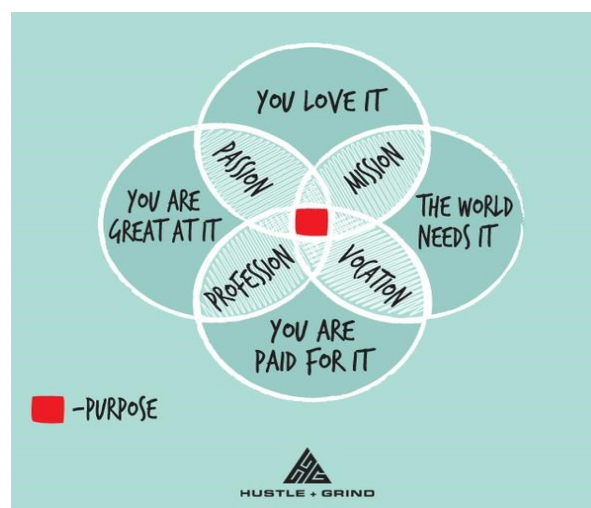 YOU LOVE IT
PASSION
MISSION
YOU ARE
GREAT AT IT
THE WORLD
NEEDS IT
PROFESSION
VOCATION
YOU ARE
PAID FOR IT
-PURPOSE
HUSTLE + GRIND